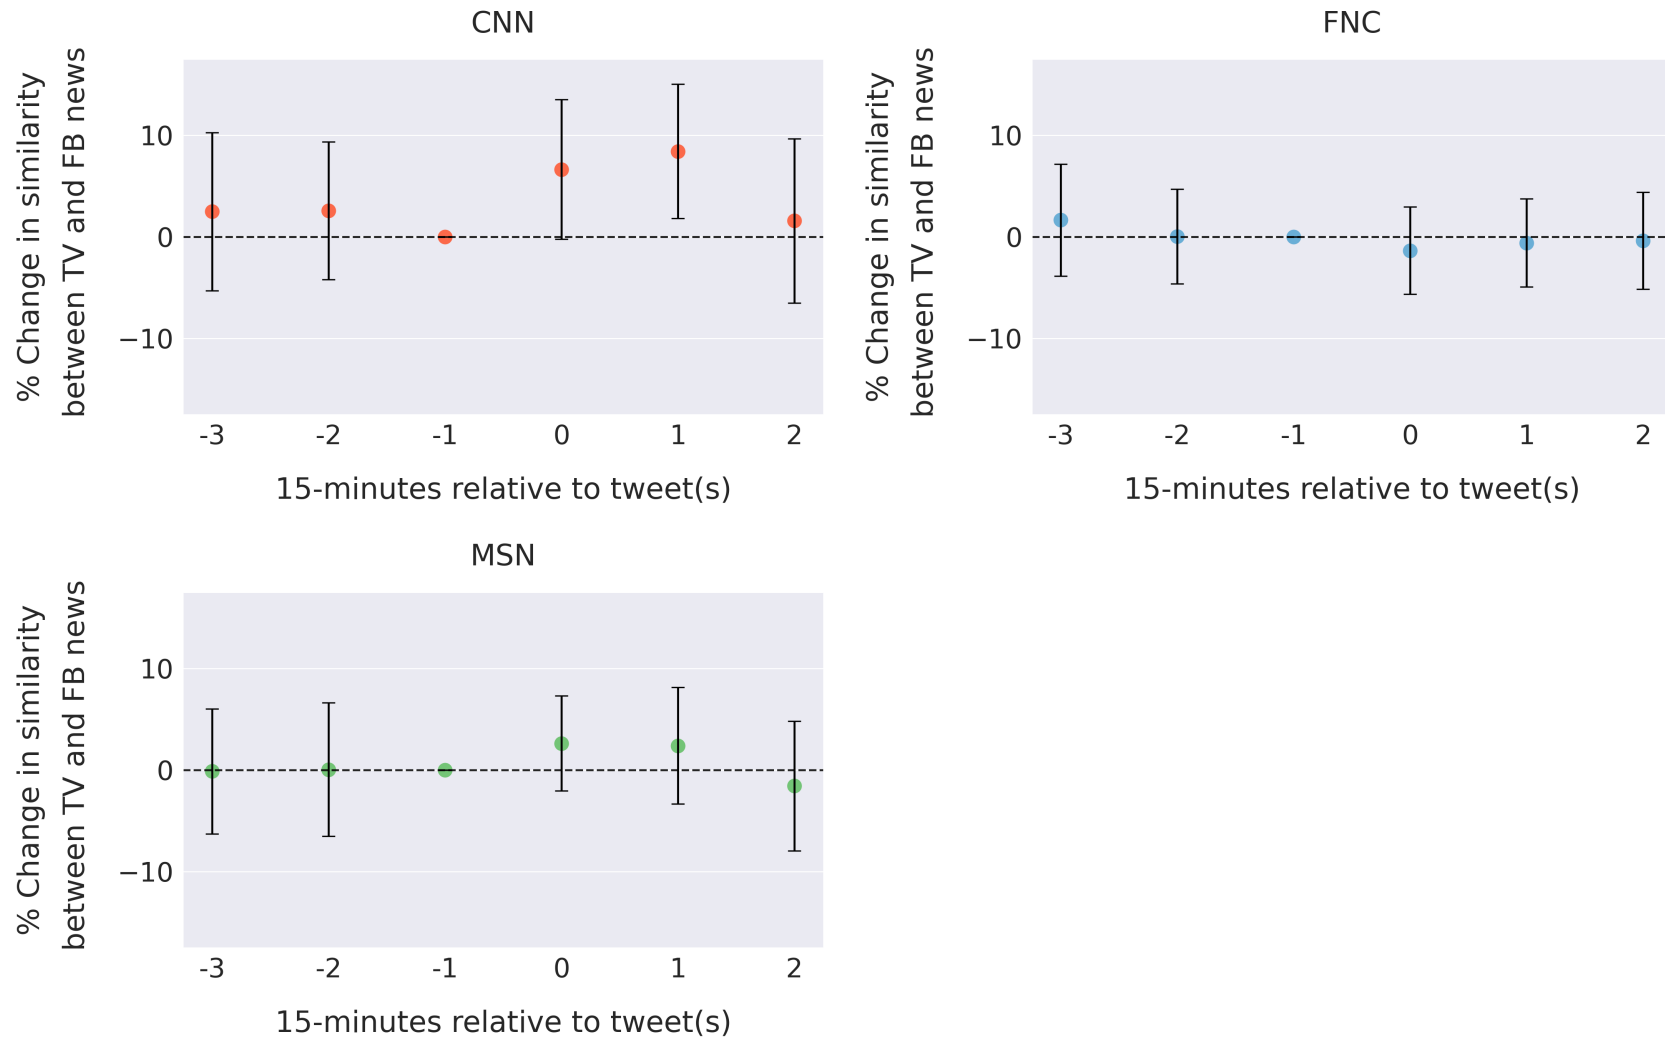 CNN
% Change in similarity
between TV and FB news
10
0
−10
-3 -2 -1 0 1 2
15-minutes relative to tweet(s)
FNC
% Change in similarity
between TV and FB news
10
0
−10
-3 -2 -1 0 1 2
15-minutes relative to tweet(s)
MSN
% Change in similarity
between TV and FB news
10
0
−10
-3 -2 -1 0 1 2
15-minutes relative to tweet(s)